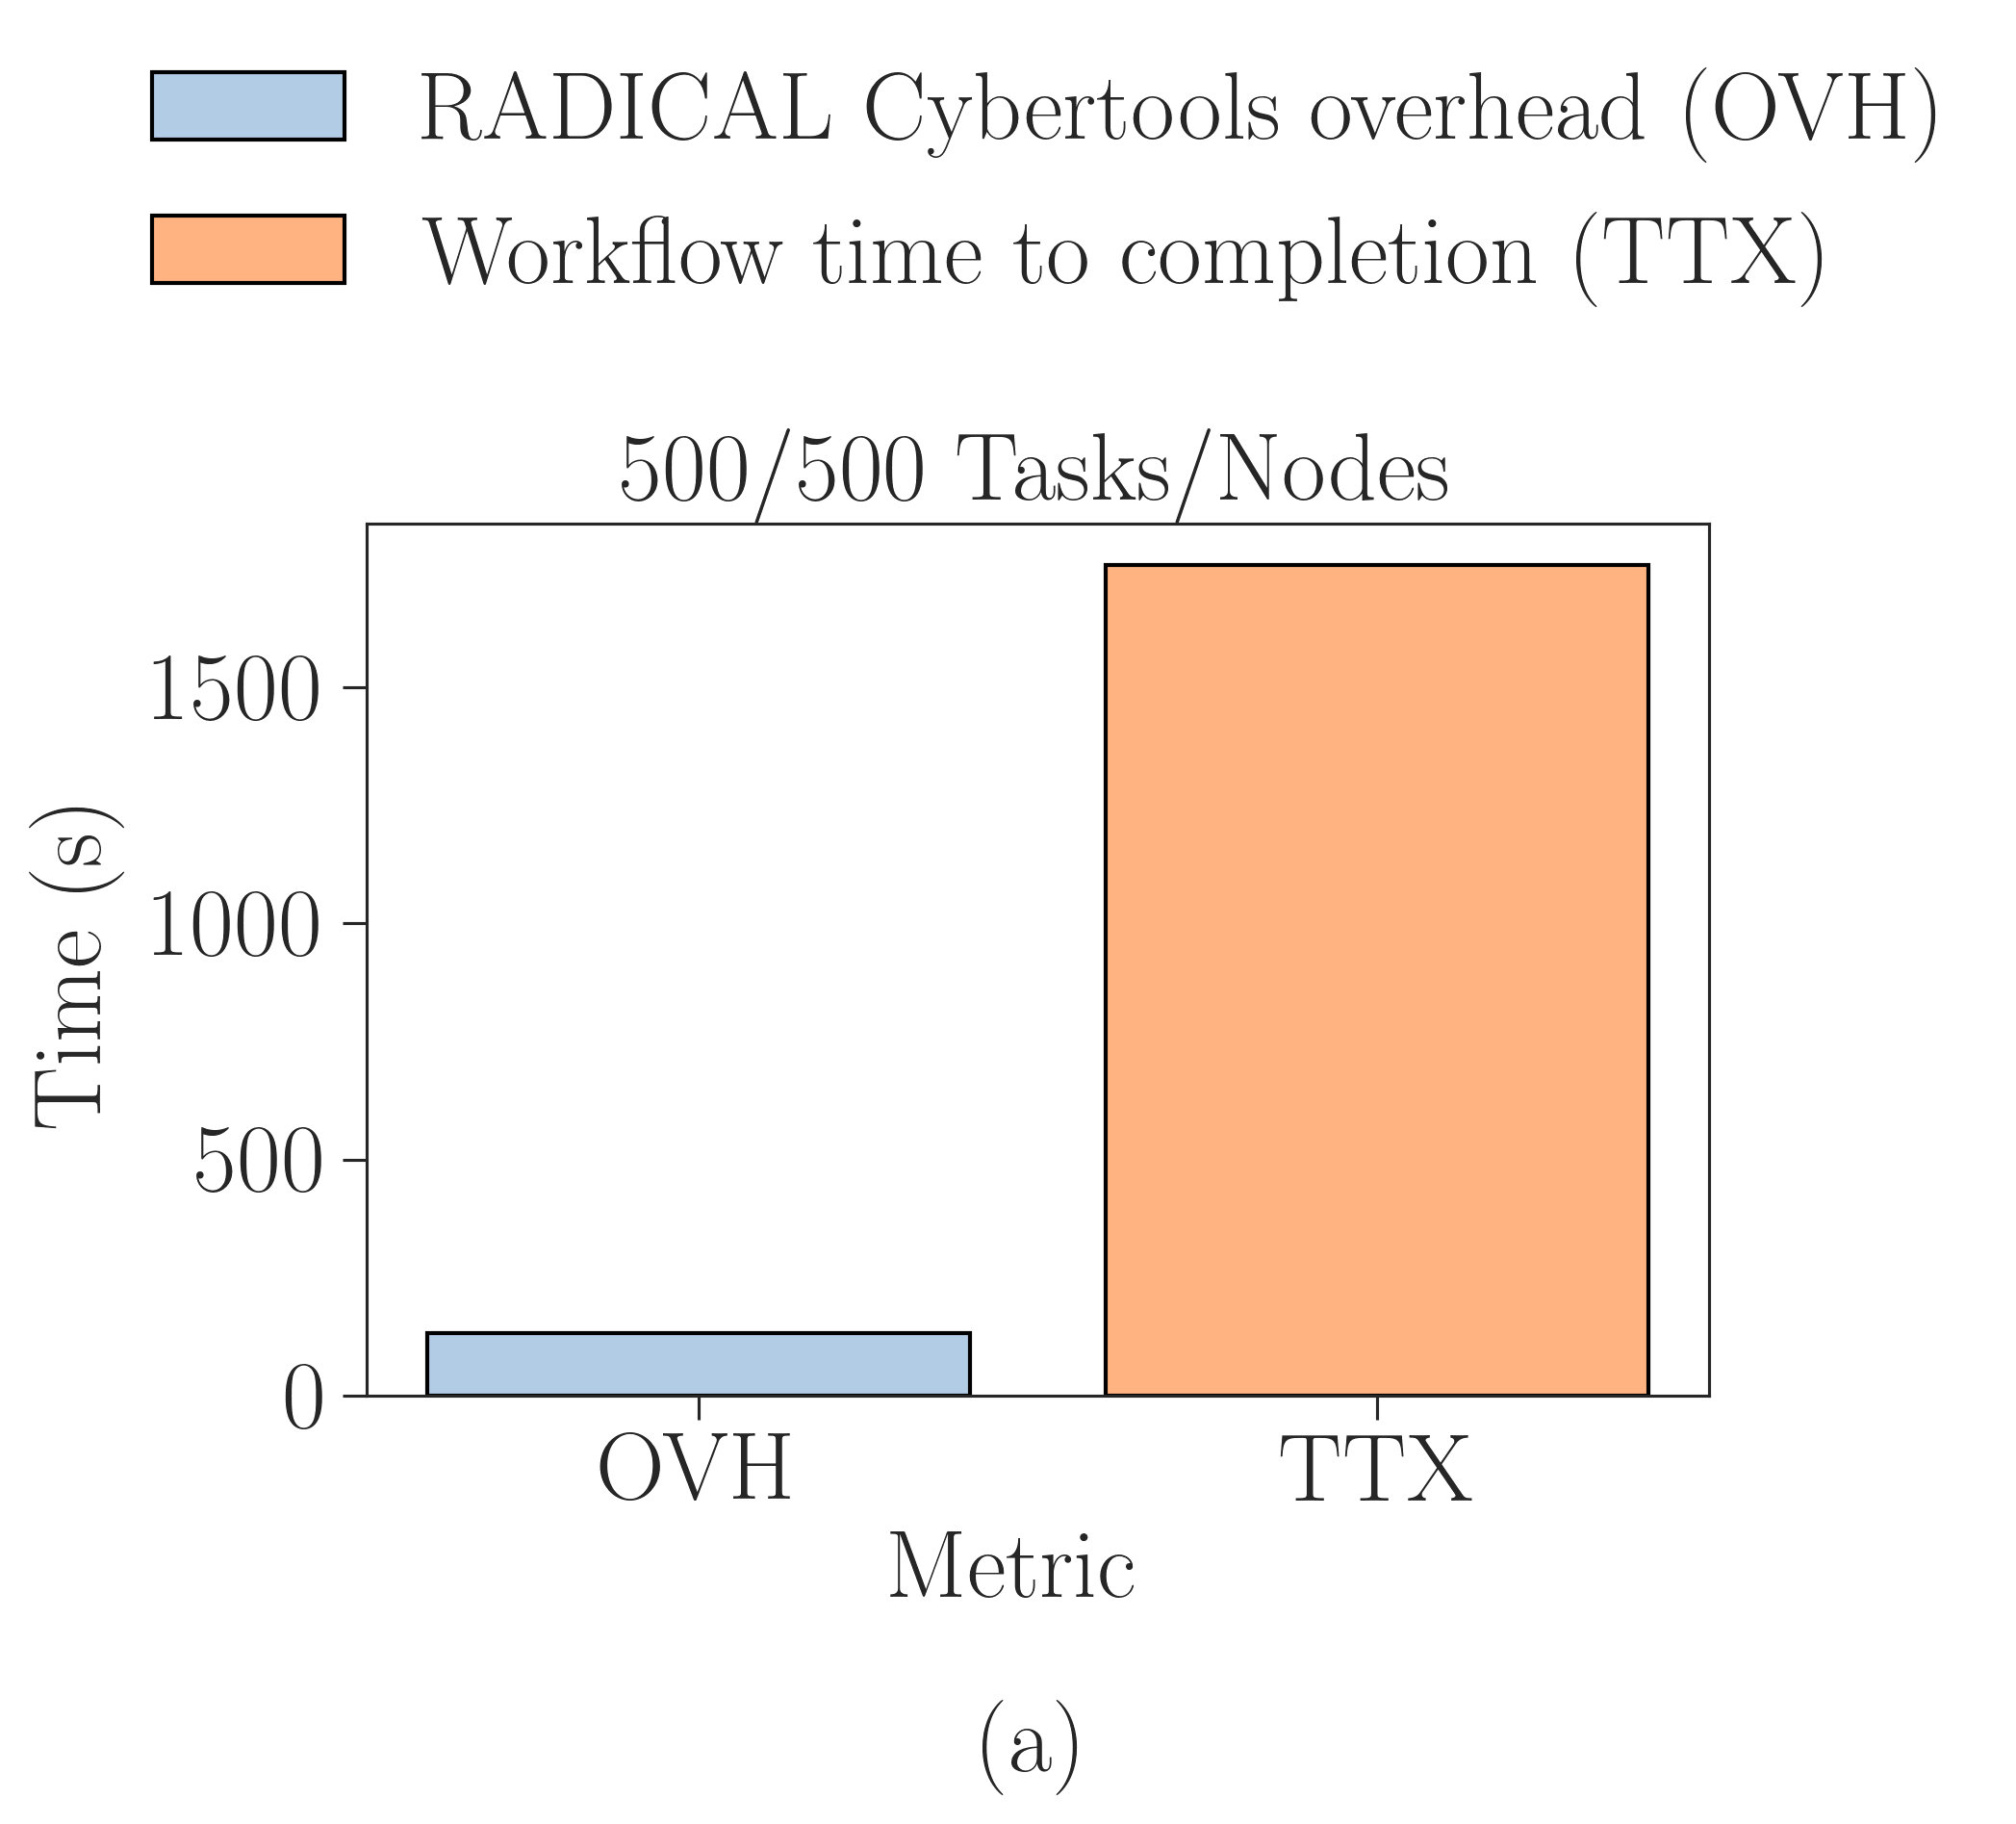 RADICAL Cybertools overhead (OVH)
Workflow time to completion (TTX)
500/500 Tasks/Nodes
1500
1000
500
0
Time (s)
OVH TTX
Metric
(a)